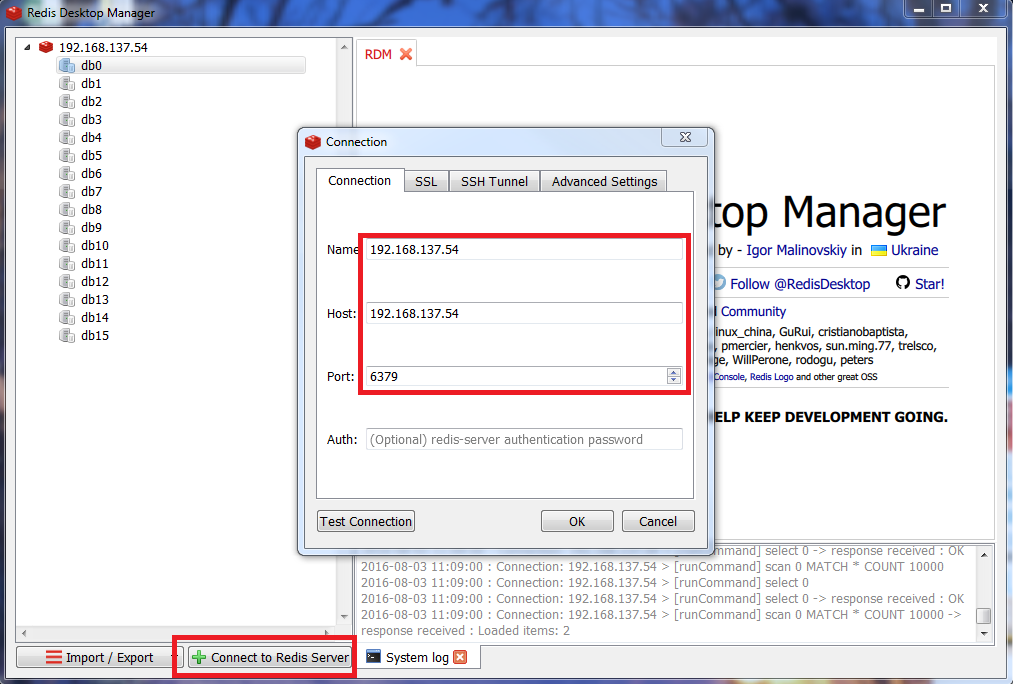 Redis Desktop Manager
192.168.137.54
db0
db1
db2
db3
db4
db5
db6
db7
db8
db9
db10
db11
db12
db13
db14
db15
Import / Export
Connect to Redis Server
RDM
top Manager
by - Igor Malinovskiy in Ukraine
Follow @RedisDesktop Star!
Community
inux_china, GuRui, cristianobaptista,
, pmercier, henkvos, sun.ming.77, trelsco,
ge, WillPerone, rodogu, peters
Console, Redis Logo and other great OSS
ELP KEEP DEVELOPMENT GOING.
Connection
Connection SSL SSH Tunnel Advanced Settings
Name 192.168.137.54
Host: 192.168.137.54
Port: 6379
Auth: (Optional) redis-server authentication password
Test Connection OK Cancel
Command] select 0 -> response received : OK
2016-08-03 11:09:00 : Connection: 192.168.137.54 > [runCommand] scan 0 MATCH * COUNT 10000
2016-08-03 11:09:00 : Connection: 192.168.137.54 > [runCommand] select 0
2016-08-03 11:09:00 : Connection: 192.168.137.54 > [runCommand] select 0 -> response received : OK
2016-08-03 11:09:00 : Connection: 192.168.137.54 > [runCommand] scan 0 MATCH * COUNT 10000 ->
response received : Loaded items: 2
System log